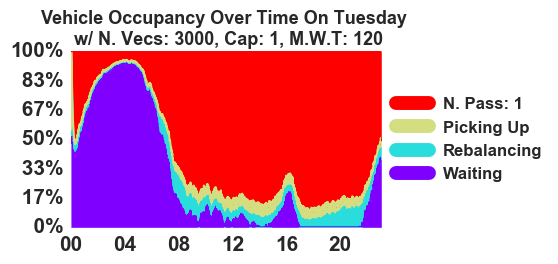 Vehicle Occupancy Over Time On Tuesday
w/ N. Vecs: 3000, Cap: 1, M.W.T: 120
100%
83%
67%
50%
33%
17%
0%
00 04 08 12 16 20
N. Pass: 1
Picking Up
Rebalancing
Waiting